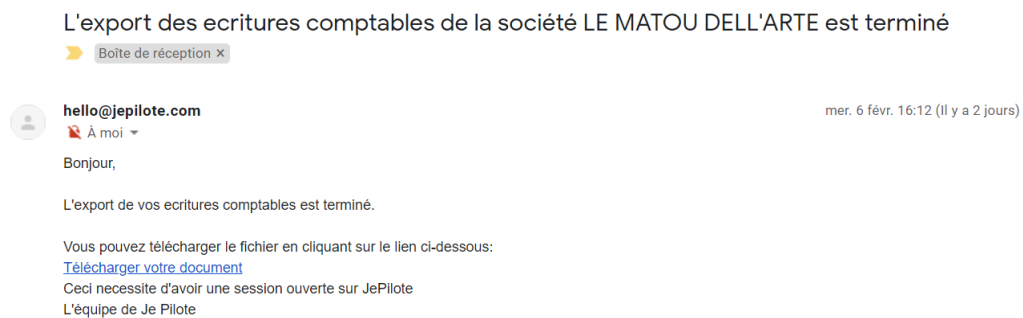 L'export des ecritures comptables de la société LE MATOU DELL'ARTE est terminé
Boîte de réception ×
hello@jepilote.com
mer. 6 févr. 16:12 (Il y a 2 jours)
À moi
Bonjour,
L'export de vos ecritures comptables est terminé.
Vous pouvez télécharger le fichier en cliquant sur le lien ci-dessous:
Télécharger votre document
Ceci necessite d'avoir une session ouverte sur JePilote
L'équipe de Je Pilote